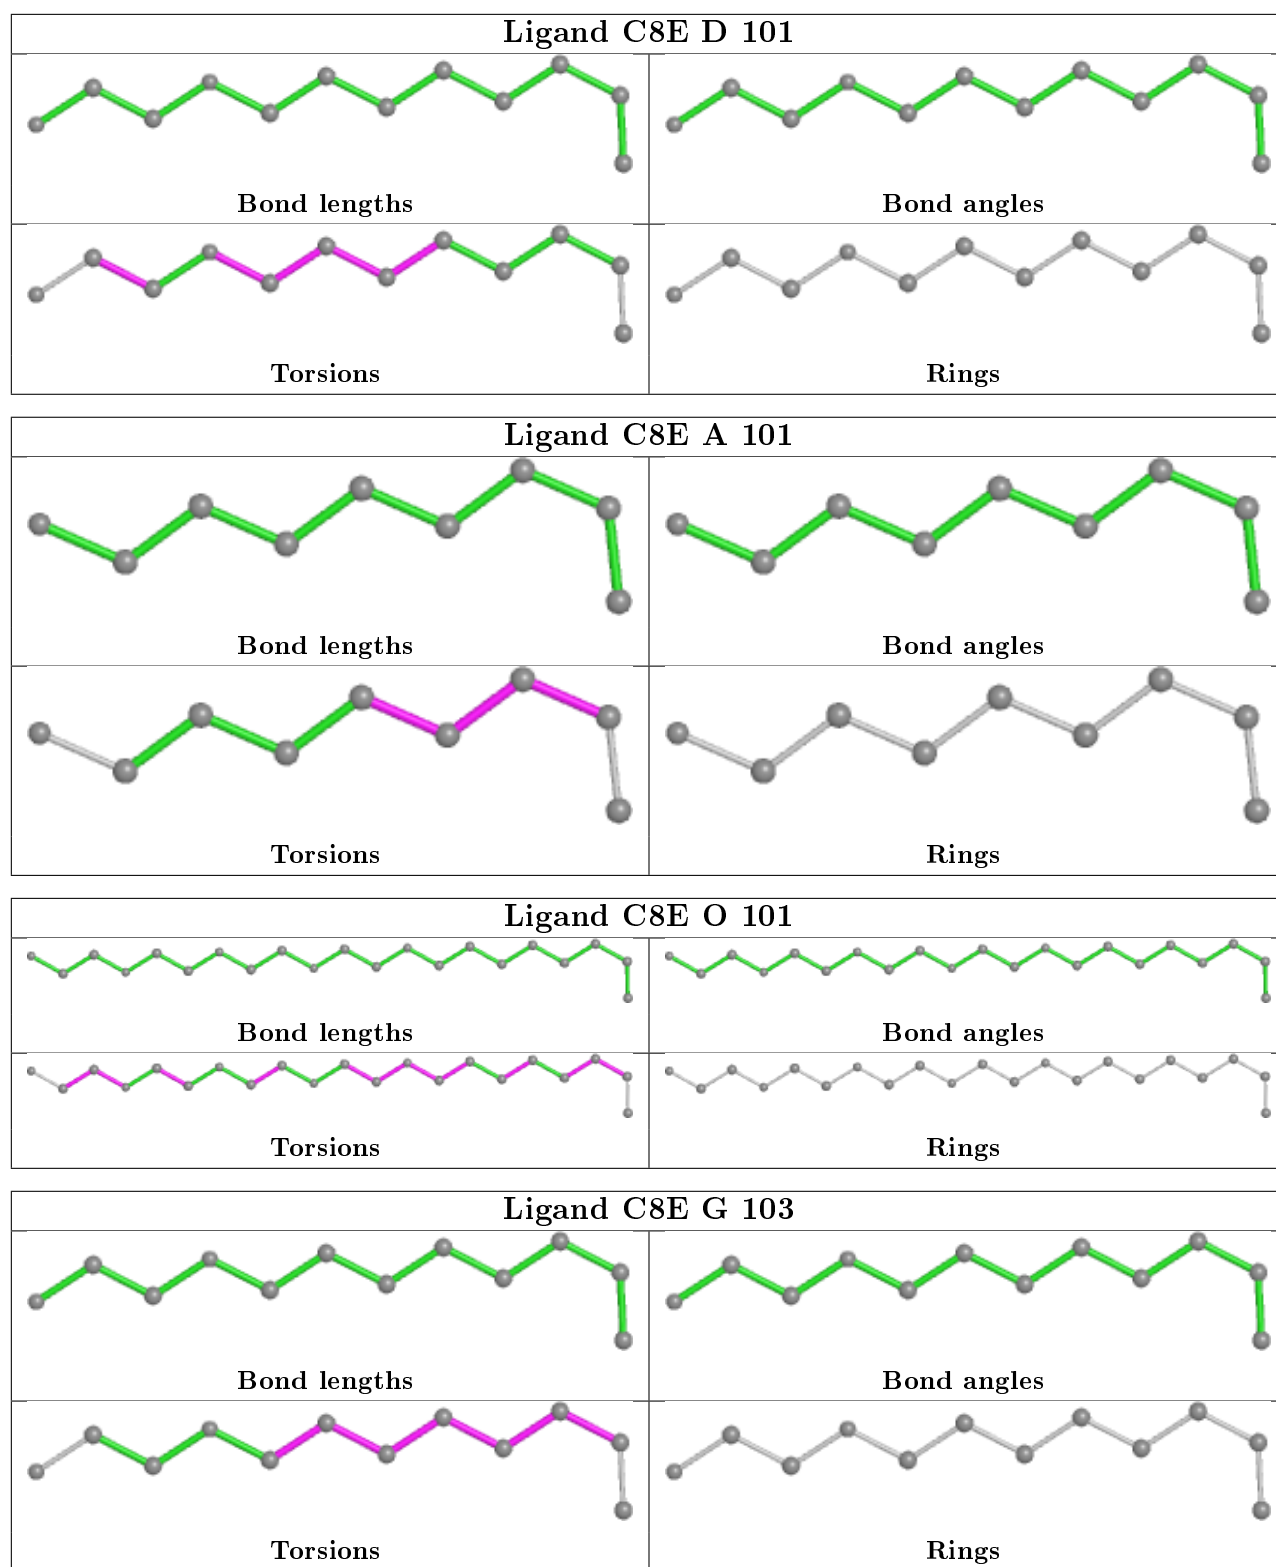 Ligand C8E D 101
Bond lengths
Bond angles
Torsions
Rings
Ligand C8E A 101
Bond lengths
Bond angles
Torsions
Rings
Ligand C8E O 101
Bond lengths
Bond angles
Torsions
Rings
Ligand C8E G 103
Bond lengths
Bond angles
Torsions
Rings